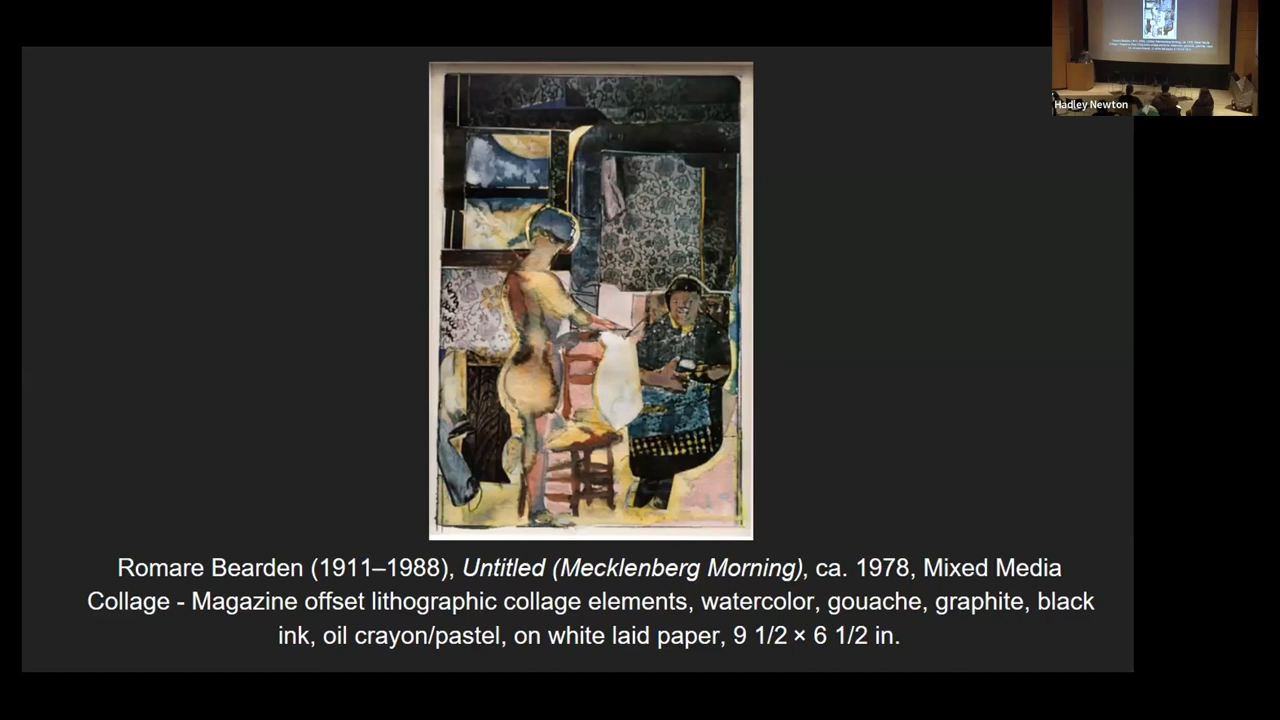 Hadley Newton
Romare Bearden (1911–1988), Untitled (Mecklenberg Morning), ca. 1978, Mixed Media
Collage - Magazine offset lithographic collage elements, watercolor, gouache, graphite, black
ink, oil crayon/pastel, on white laid paper, 9 1/2 × 6 1/2 in.